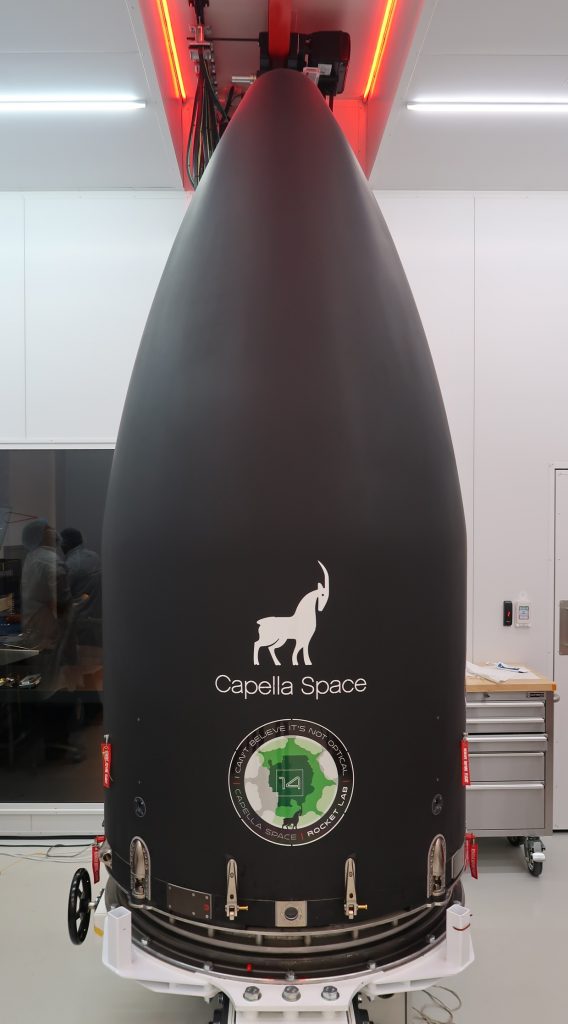 Capella Space
I CAN'T BELIEVE IT'S NOT OPTICAL
14
CAPELLA SPACE | ROCKET LAB